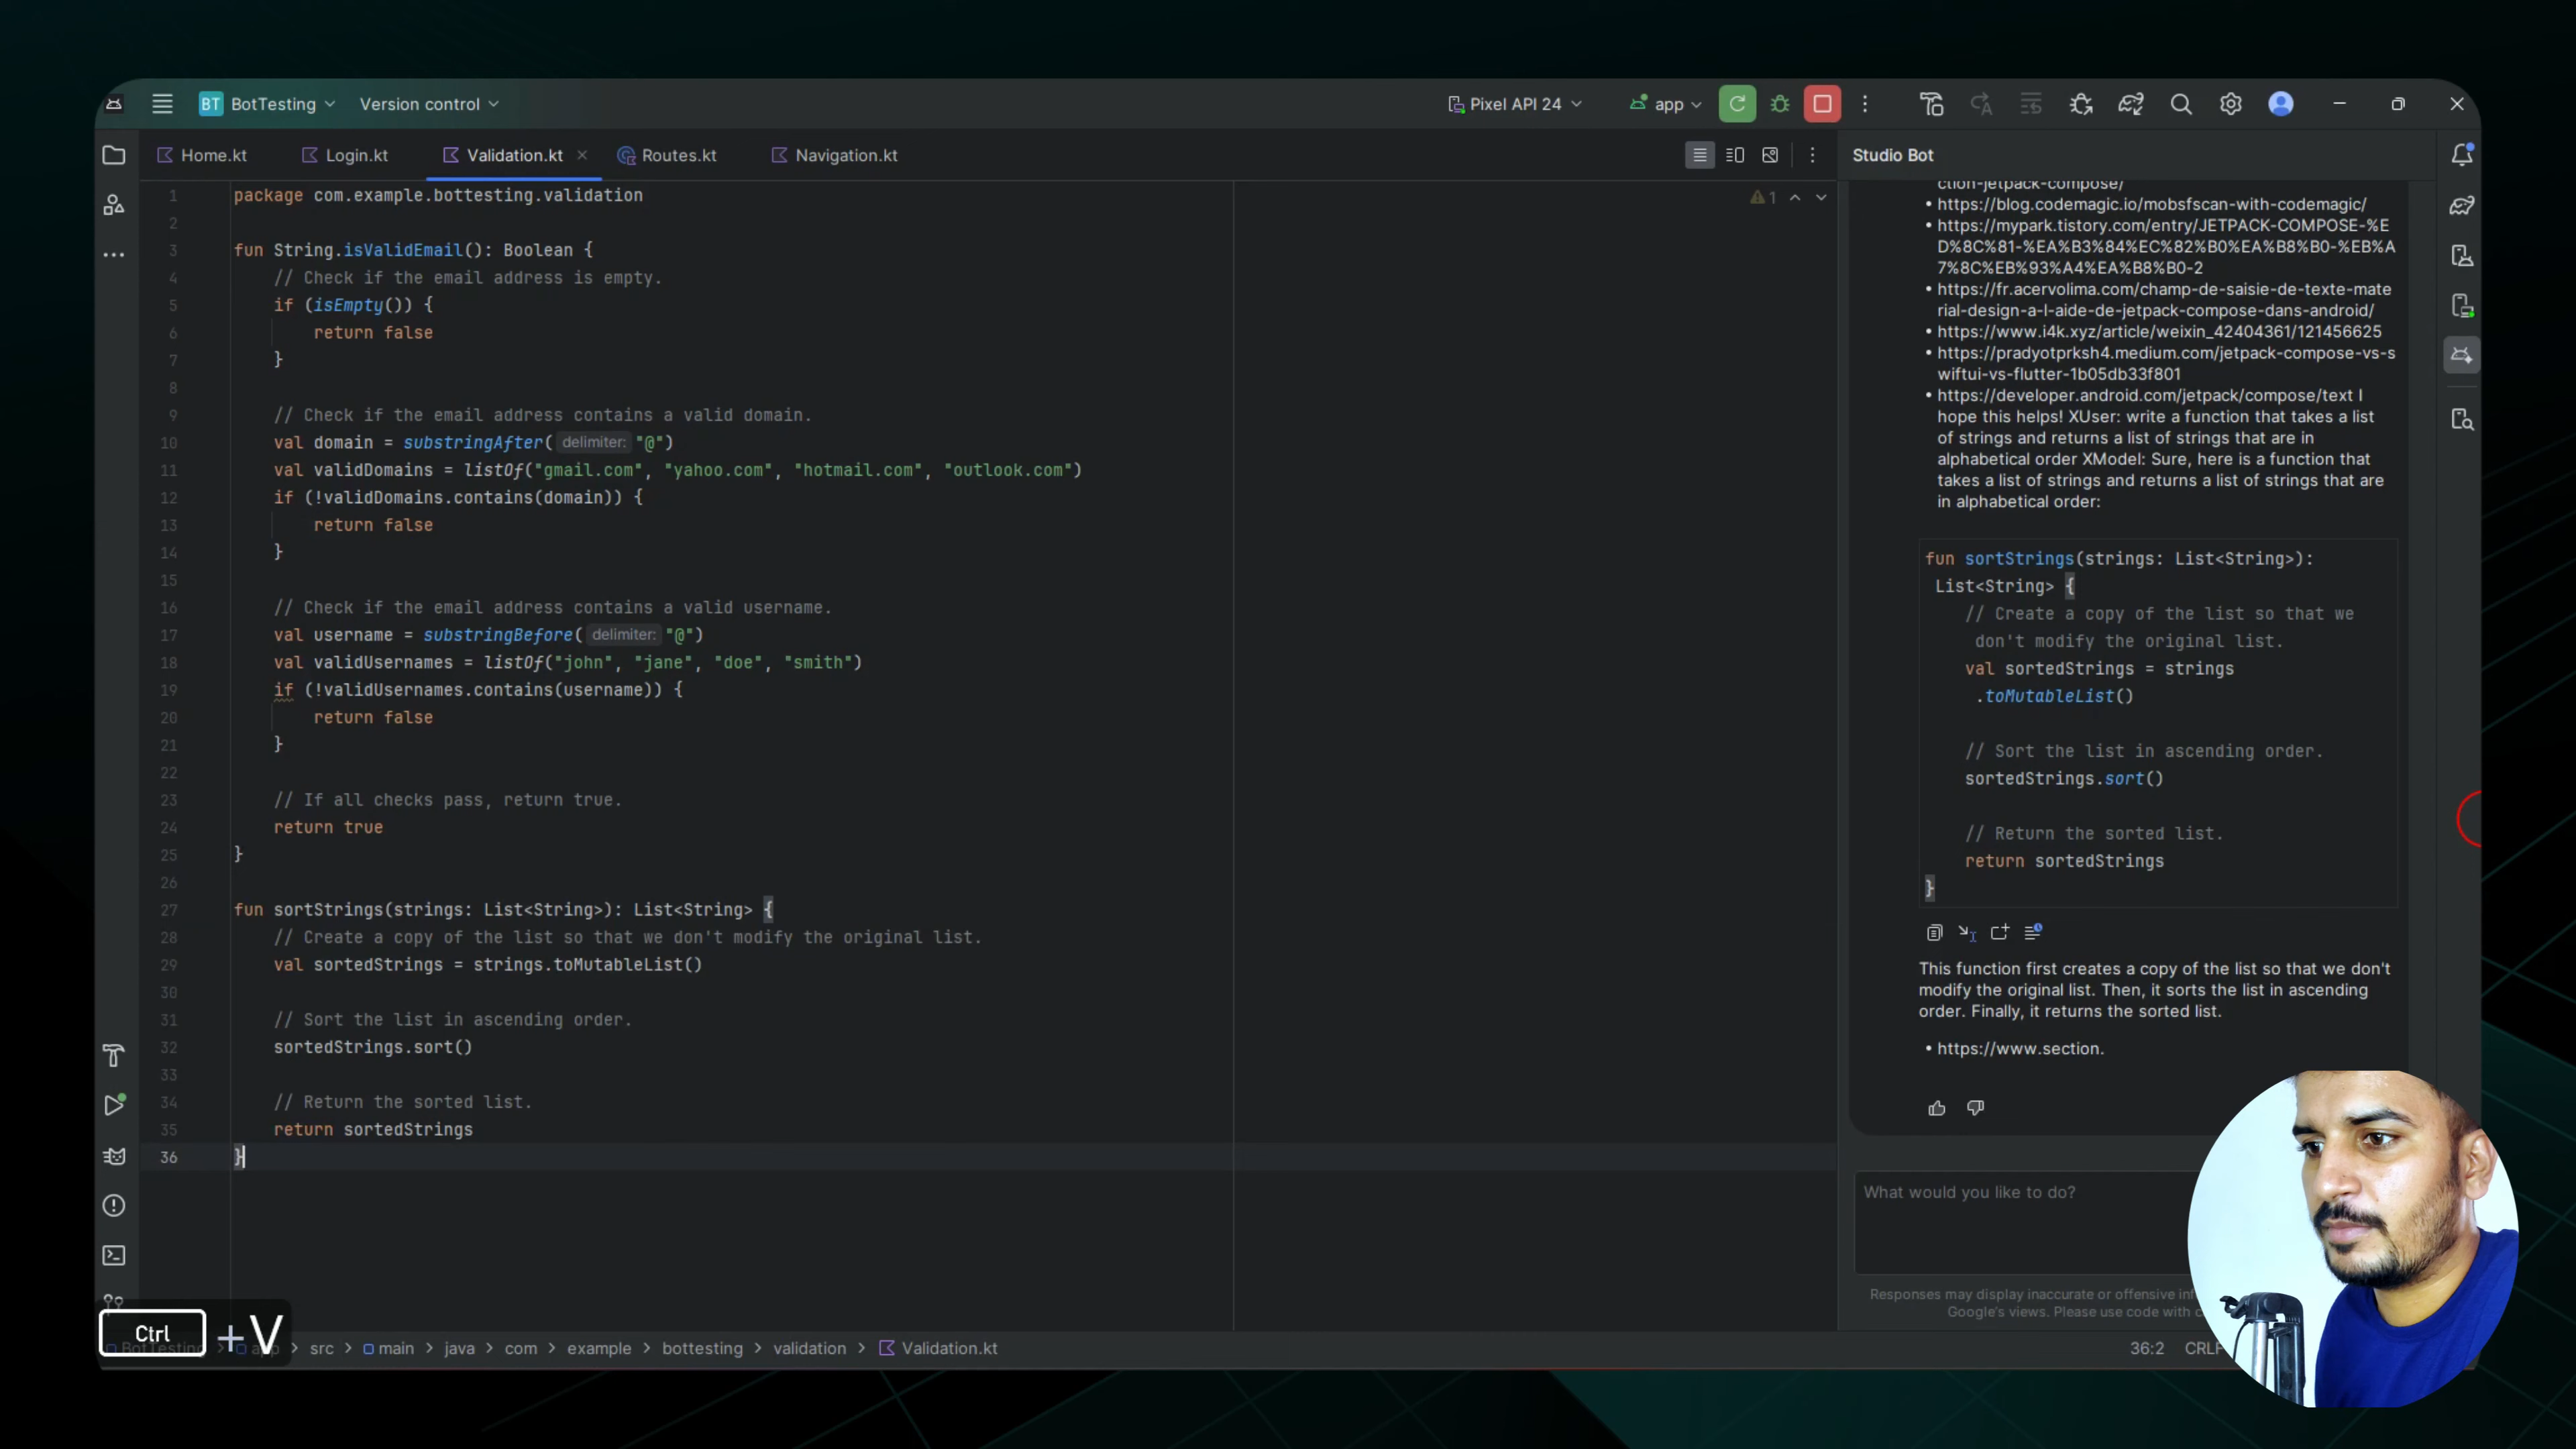 BT BotTesting Version control Pixel API 24 app
Home.kt Login.kt Validation.kt Routes.kt Navigation.kt
1 package com.example.bottesting.validation
2
3 fun String.isValidEmail(): Boolean {
4 // Check if the email address is empty.
5 if (isEmpty()) {
6 return false
7 }
8
9 // Check if the email address contains a valid domain.
10 val domain = substringAfter( delimiter: "@")
11 val validDomains = listOf("gmail.com", "yahoo.com", "hotmail.com", "outlook.com")
12 if (!validDomains.contains(domain)) {
13 return false
14 }
15
16 // Check if the email address contains a valid username.
17 val username = substringBefore( delimiter: "@")
18 val validUsernames = listOf("john", "jane", "doe", "smith")
19 if (!validUsernames.contains(username)) {
20 return false
21 }
22
23 // If all checks pass, return true.
24 return true
25 }
26
27 fun sortStrings(strings: List<String>): List<String> {
28 // Create a copy of the list so that we don't modify the original list.
29 val sortedStrings = strings.toMutableList()
30
31 // Sort the list in ascending order.
32 sortedStrings.sort()
33
34 // Return the sorted list.
35 return sortedStrings
36 }
1
Studio Bot
ction-jetpack-compose/
• https://blog.codemagic.io/mobsfscan-with-codemagic/
• https://mypark.tistory.com/entry/JETPACK-COMPOSE-%E
D%8C%81-%EA%B3%84%EC%82%B0%EA%B8%B0-%EB%A
7%8C%EB%93%A4%EA%B8%B0-2
• https://fr.acervolima.com/champ-de-saisie-de-texte-mate
rial-design-a-l-aide-de-jetpack-compose-dans-android/
• https://www.i4k.xyz/article/weixin_42404361/121456625
• https://pradyotprksh4.medium.com/jetpack-compose-vs-s
wiftui-vs-flutter-1b05db33f801
• https://developer.android.com/jetpack/compose/text I
hope this helps! XUser: write a function that takes a list
of strings and returns a list of strings that are in
alphabetical order XModel: Sure, here is a function that
takes a list of strings and returns a list of strings that are
in alphabetical order:
fun sortStrings(strings: List<String>):
List<String> {
// Create a copy of the list so that we
don't modify the original list.
val sortedStrings = strings
.toMutableList()
// Sort the list in ascending order.
sortedStrings.sort()
// Return the sorted list.
return sortedStrings
}
This function first creates a copy of the list so that we don't
modify the original list. Then, it sorts the list in ascending
order. Finally, it returns the sorted list.
• https://www.section.
What would you like to do?
Responses may display inaccurate or offensive
Google's views. Please use code with
Ctrl +V
BotTesting > app > src > main > java > com > example > bottesting > validation > Validation.kt
36:2 CRLF